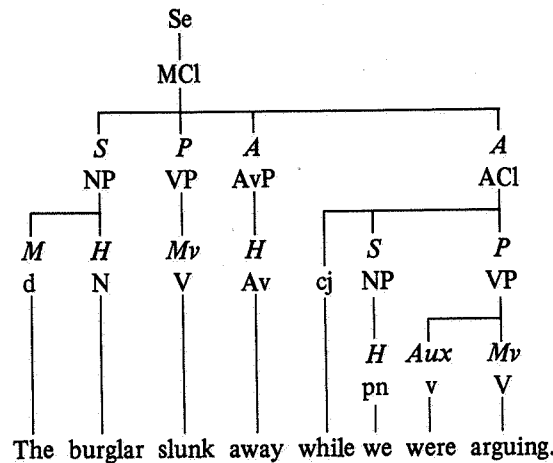 Se
MCl
S P A A
NP VP AvP ACl
M H Mv H S P
d N V Av cj NP VP
H Aux Mv
pn v V
The burglar slunk away while we were arguing.